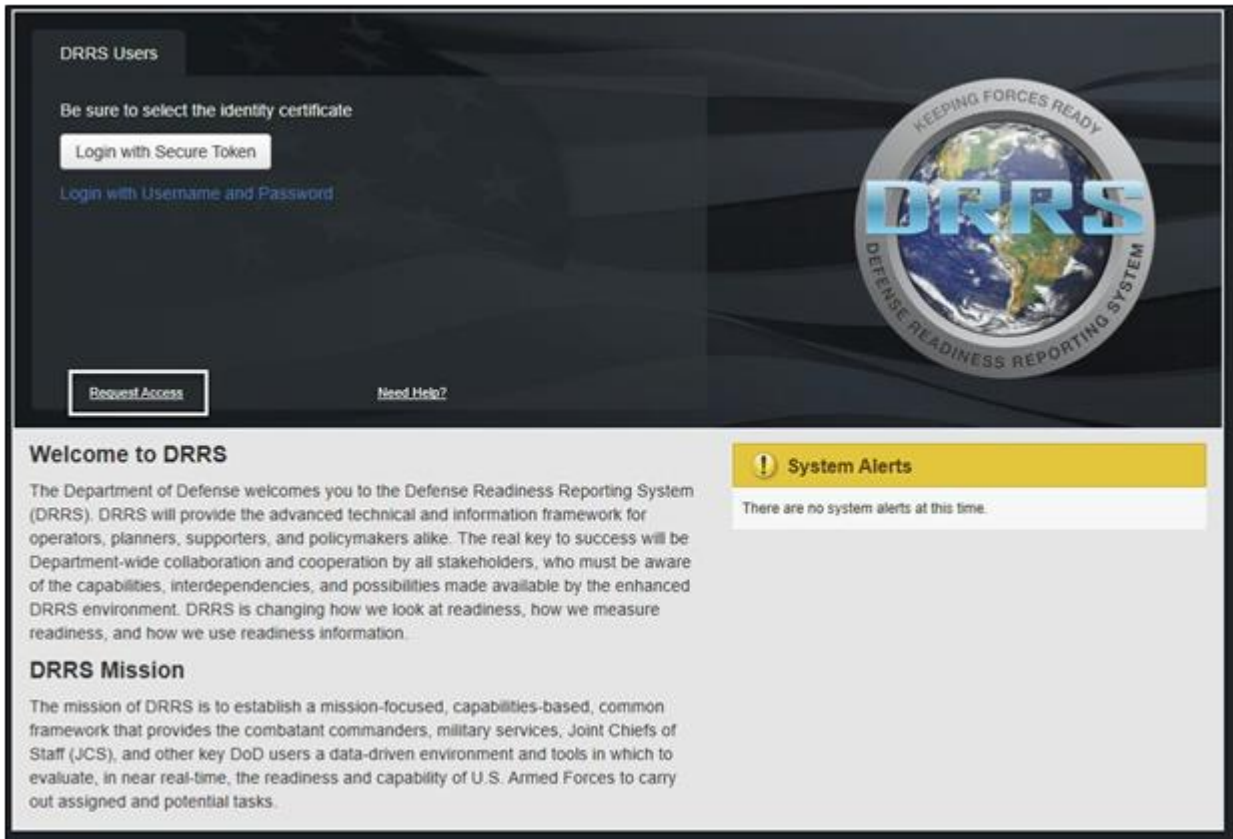 DRRS Users
Be sure to select the identity certificate
Login with Secure Token
Login with Username and Password
Request Access
Need Help?
KEEPING FORCES READY
DRRS
DEFENSE READINESS REPORTING SYSTEM
Welcome to DRRS
The Department of Defense welcomes you to the Defense Readiness Reporting System
(DRRS). DRRS will provide the advanced technical and information framework for
operators, planners, supporters, and policymakers alike. The real key to success will be
Department-wide collaboration and cooperation by all stakeholders, who must be aware
of the capabilities, interdependencies, and possibilities made available by the enhanced
DRRS environment. DRRS is changing how we look at readiness, how we measure
readiness, and how we use readiness information.
DRRS Mission
The mission of DRRS is to establish a mission-focused, capabilities-based, common
framework that provides the combatant commanders, military services, Joint Chiefs of
Staff (JCS), and other key DoD users a data-driven environment and tools in which to
evaluate, in near real-time, the readiness and capability of U.S. Armed Forces to carry
out assigned and potential tasks.
System Alerts
There are no system alerts at this time.